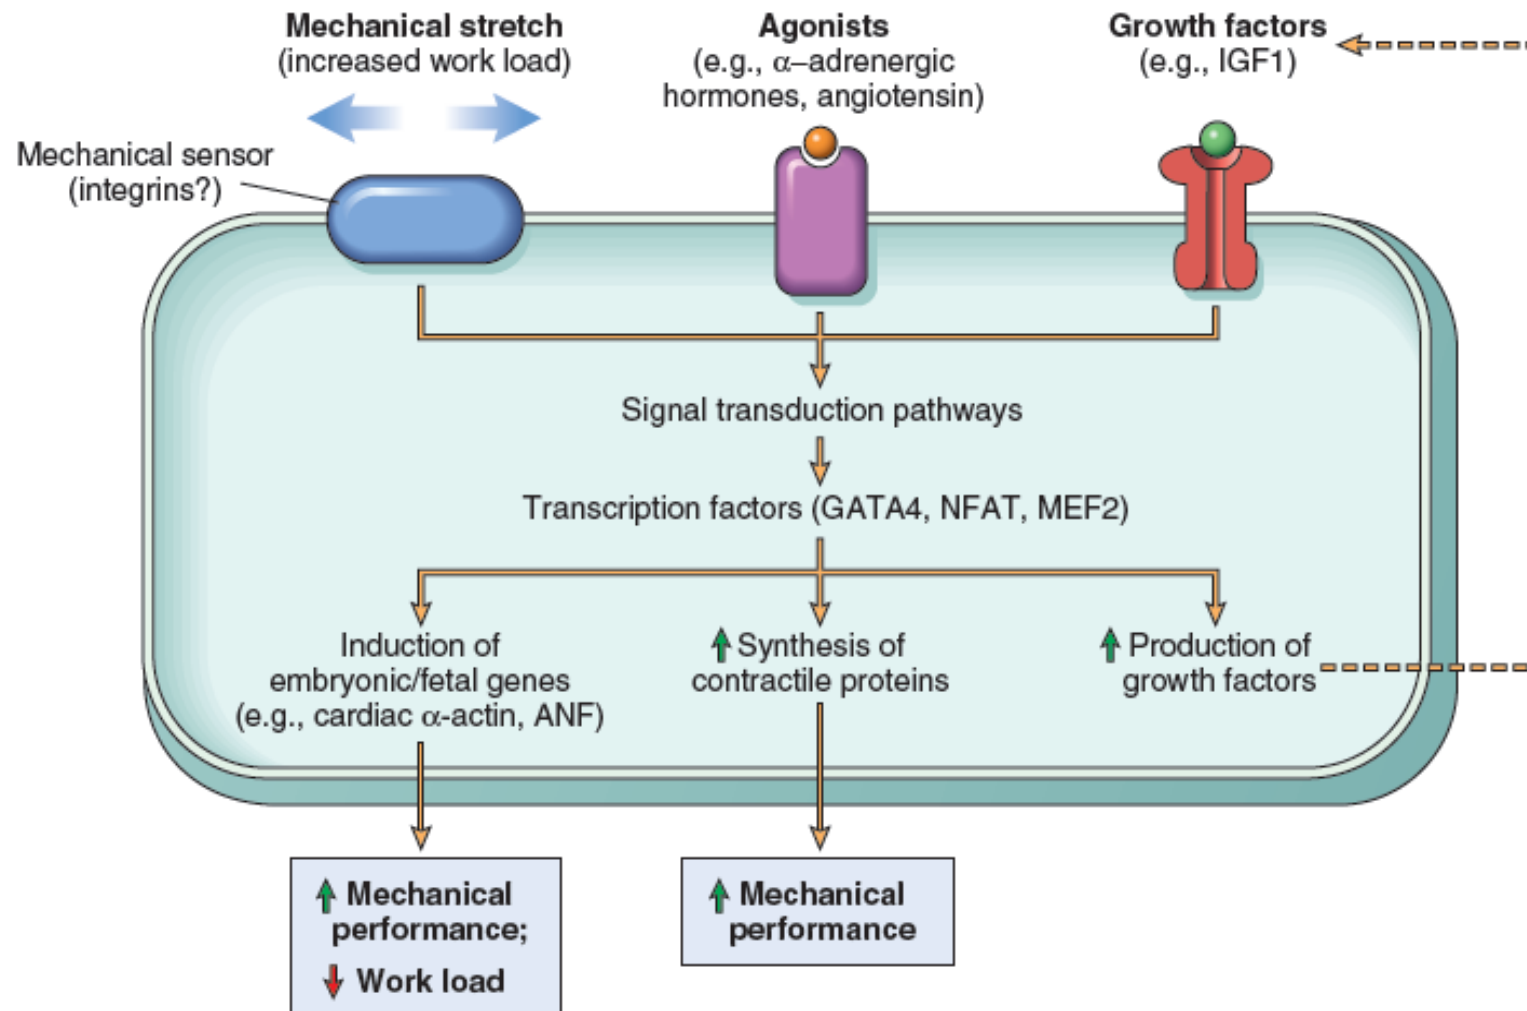 Mechanical stretch
(increased work load)
Agonists
(e.g., α–adrenergic
hormones, angiotensin)
Growth factors
(e.g., IGF1)
Mechanical sensor
(integrins?)
Signal transduction pathways
Transcription factors (GATA4, NFAT, MEF2)
Induction of
embryonic/fetal genes
(e.g., cardiac α-actin, ANF)
Synthesis of
contractile proteins
Production of
growth factors
Mechanical
performance;
Work load
Mechanical
performance